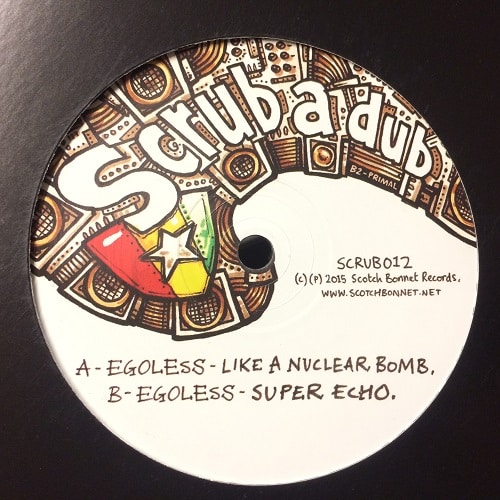 Scrub a dub
B2-PRIMAL
SCRUB012
(c)(p) 2015 Scotch Bonnet Records.
WWW.SCOTCHBONNET.NET
A - EGOLESS - LIKE A NUCLEAR BOMB.
B - EGOLESS - SUPER ECHO.